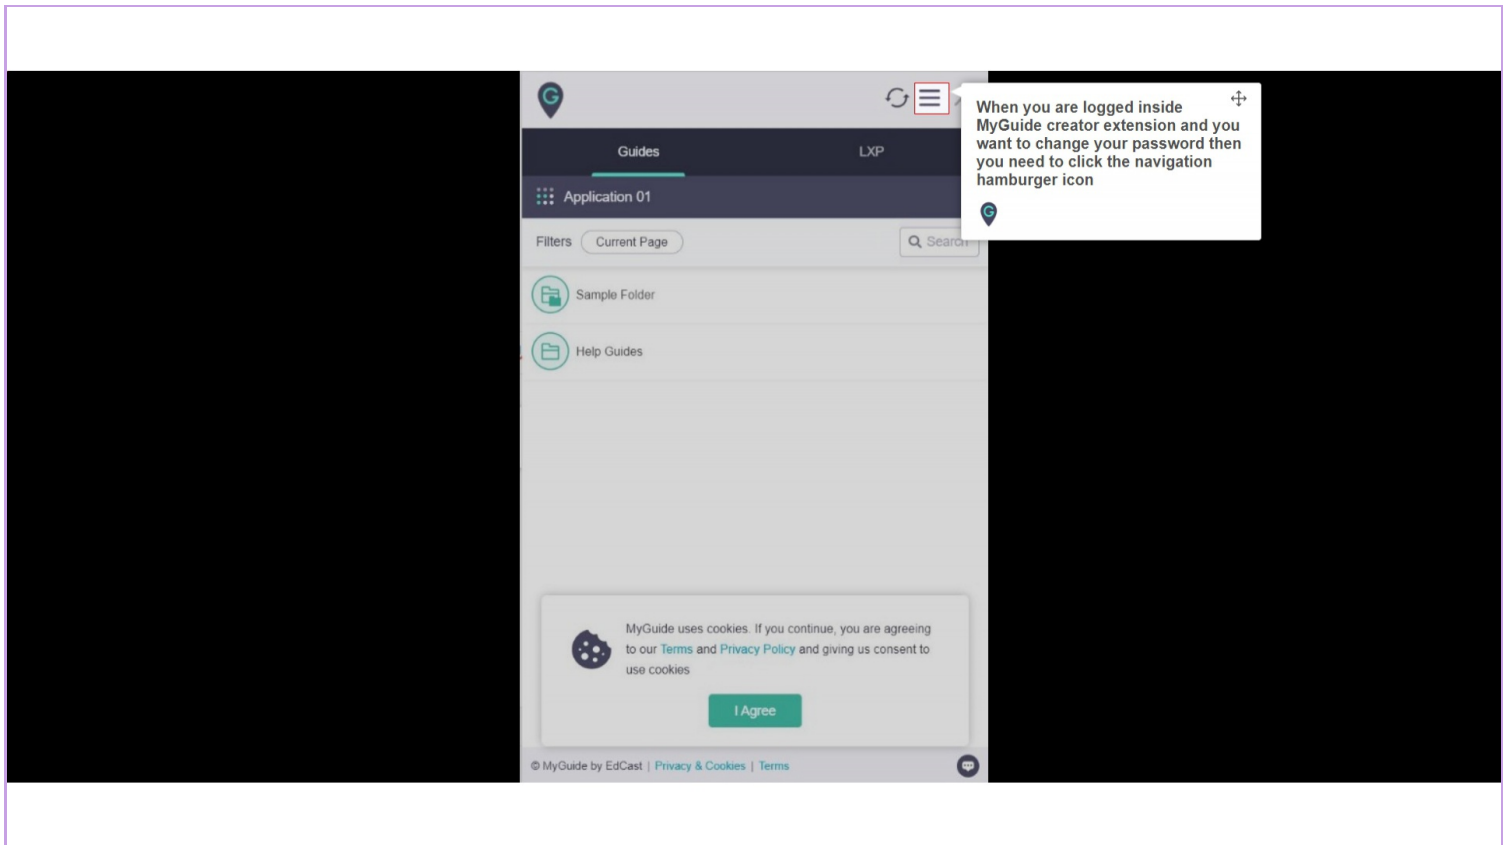 When you are logged inside
MyGuide creator extension and you
want to change your password then
you need to click the navigation
hamburger icon
Guides
LXP
Application 01
Filters
Current Page
Search
Sample Folder
Help Guides
MyGuide uses cookies. If you continue, you are agreeing
to our Terms and Privacy Policy and giving us consent to
use cookies
I Agree
© MyGuide by EdCast | Privacy & Cookies | Terms